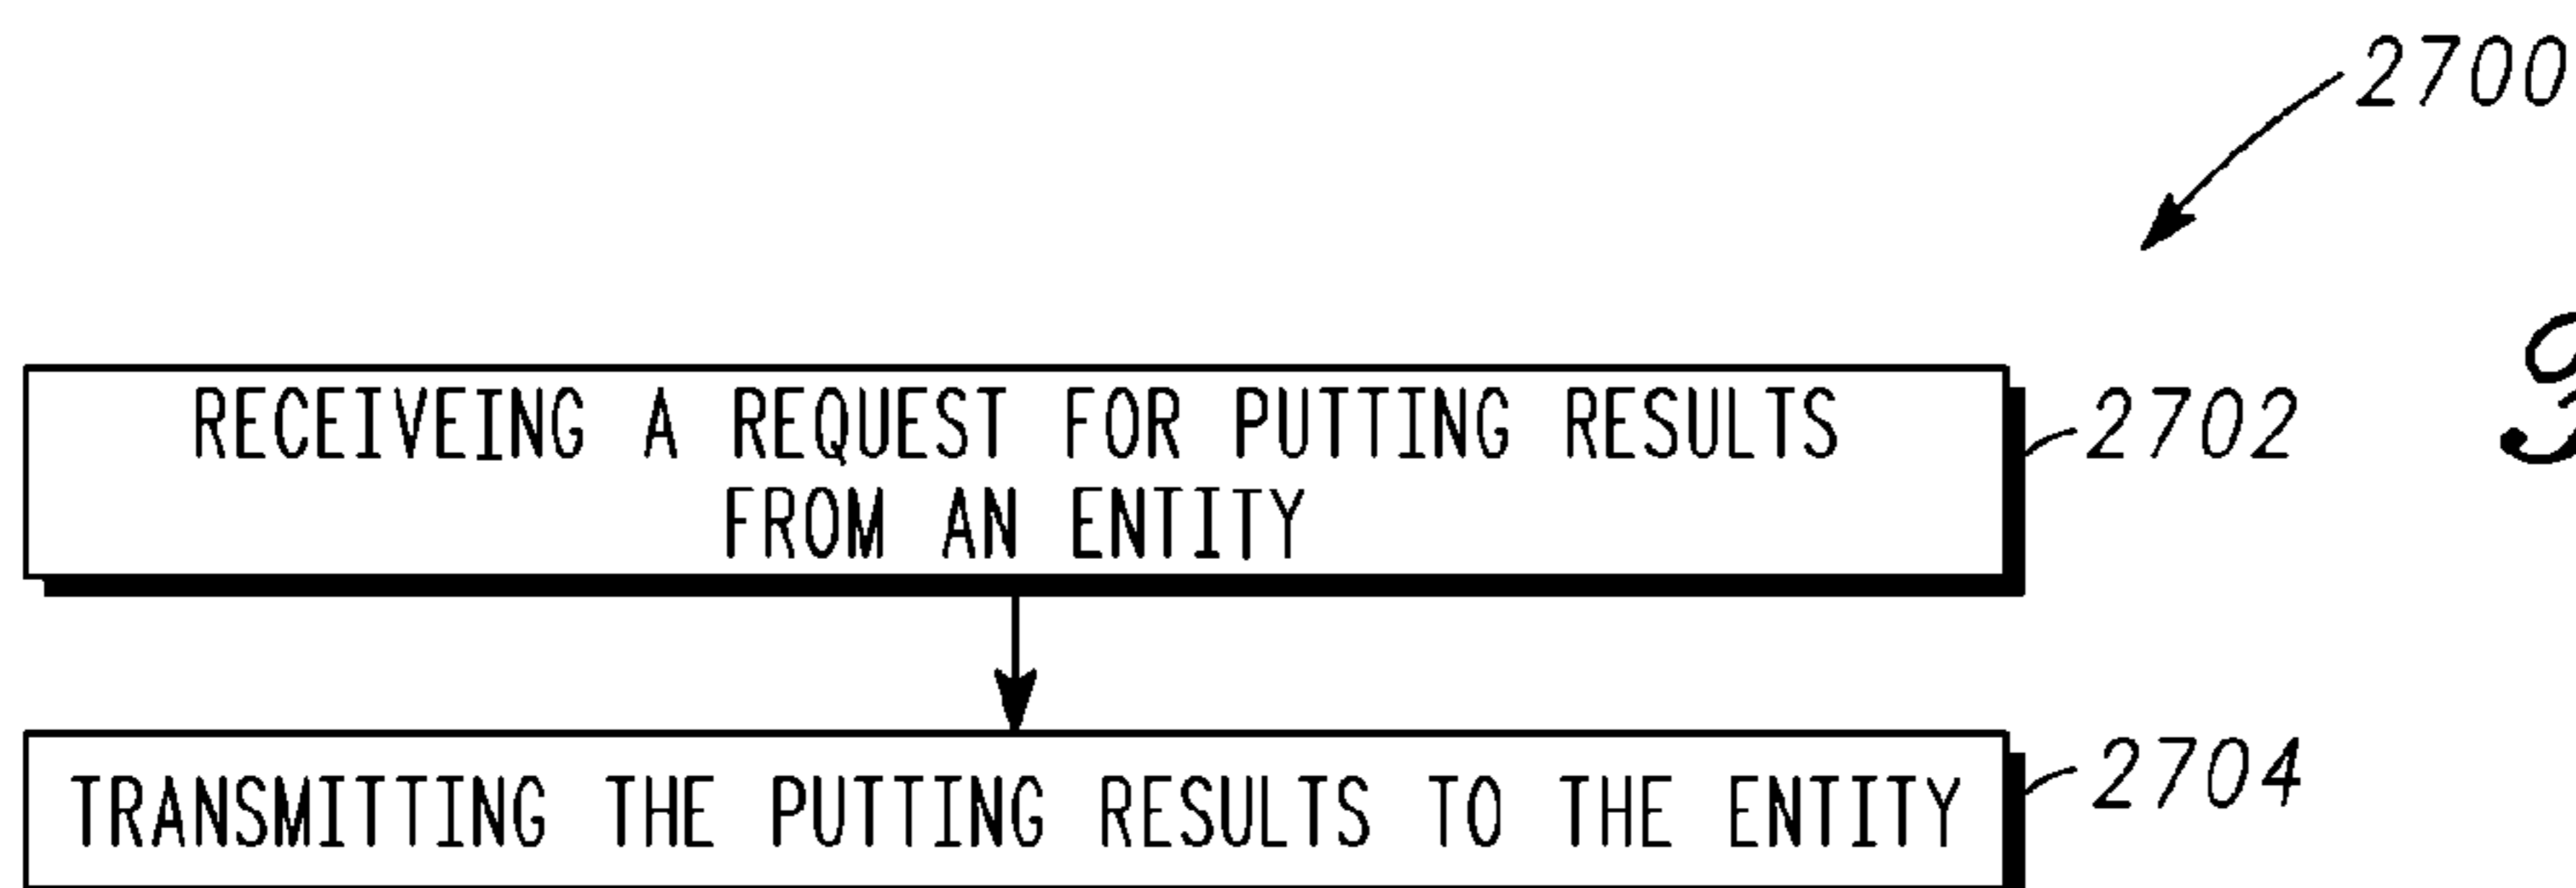 2700
RECEIVEING A REQUEST FOR PUTTING RESULTS
FROM AN ENTITY
2702
TRANSMITTING THE PUTTING RESULTS TO THE ENTITY
2704